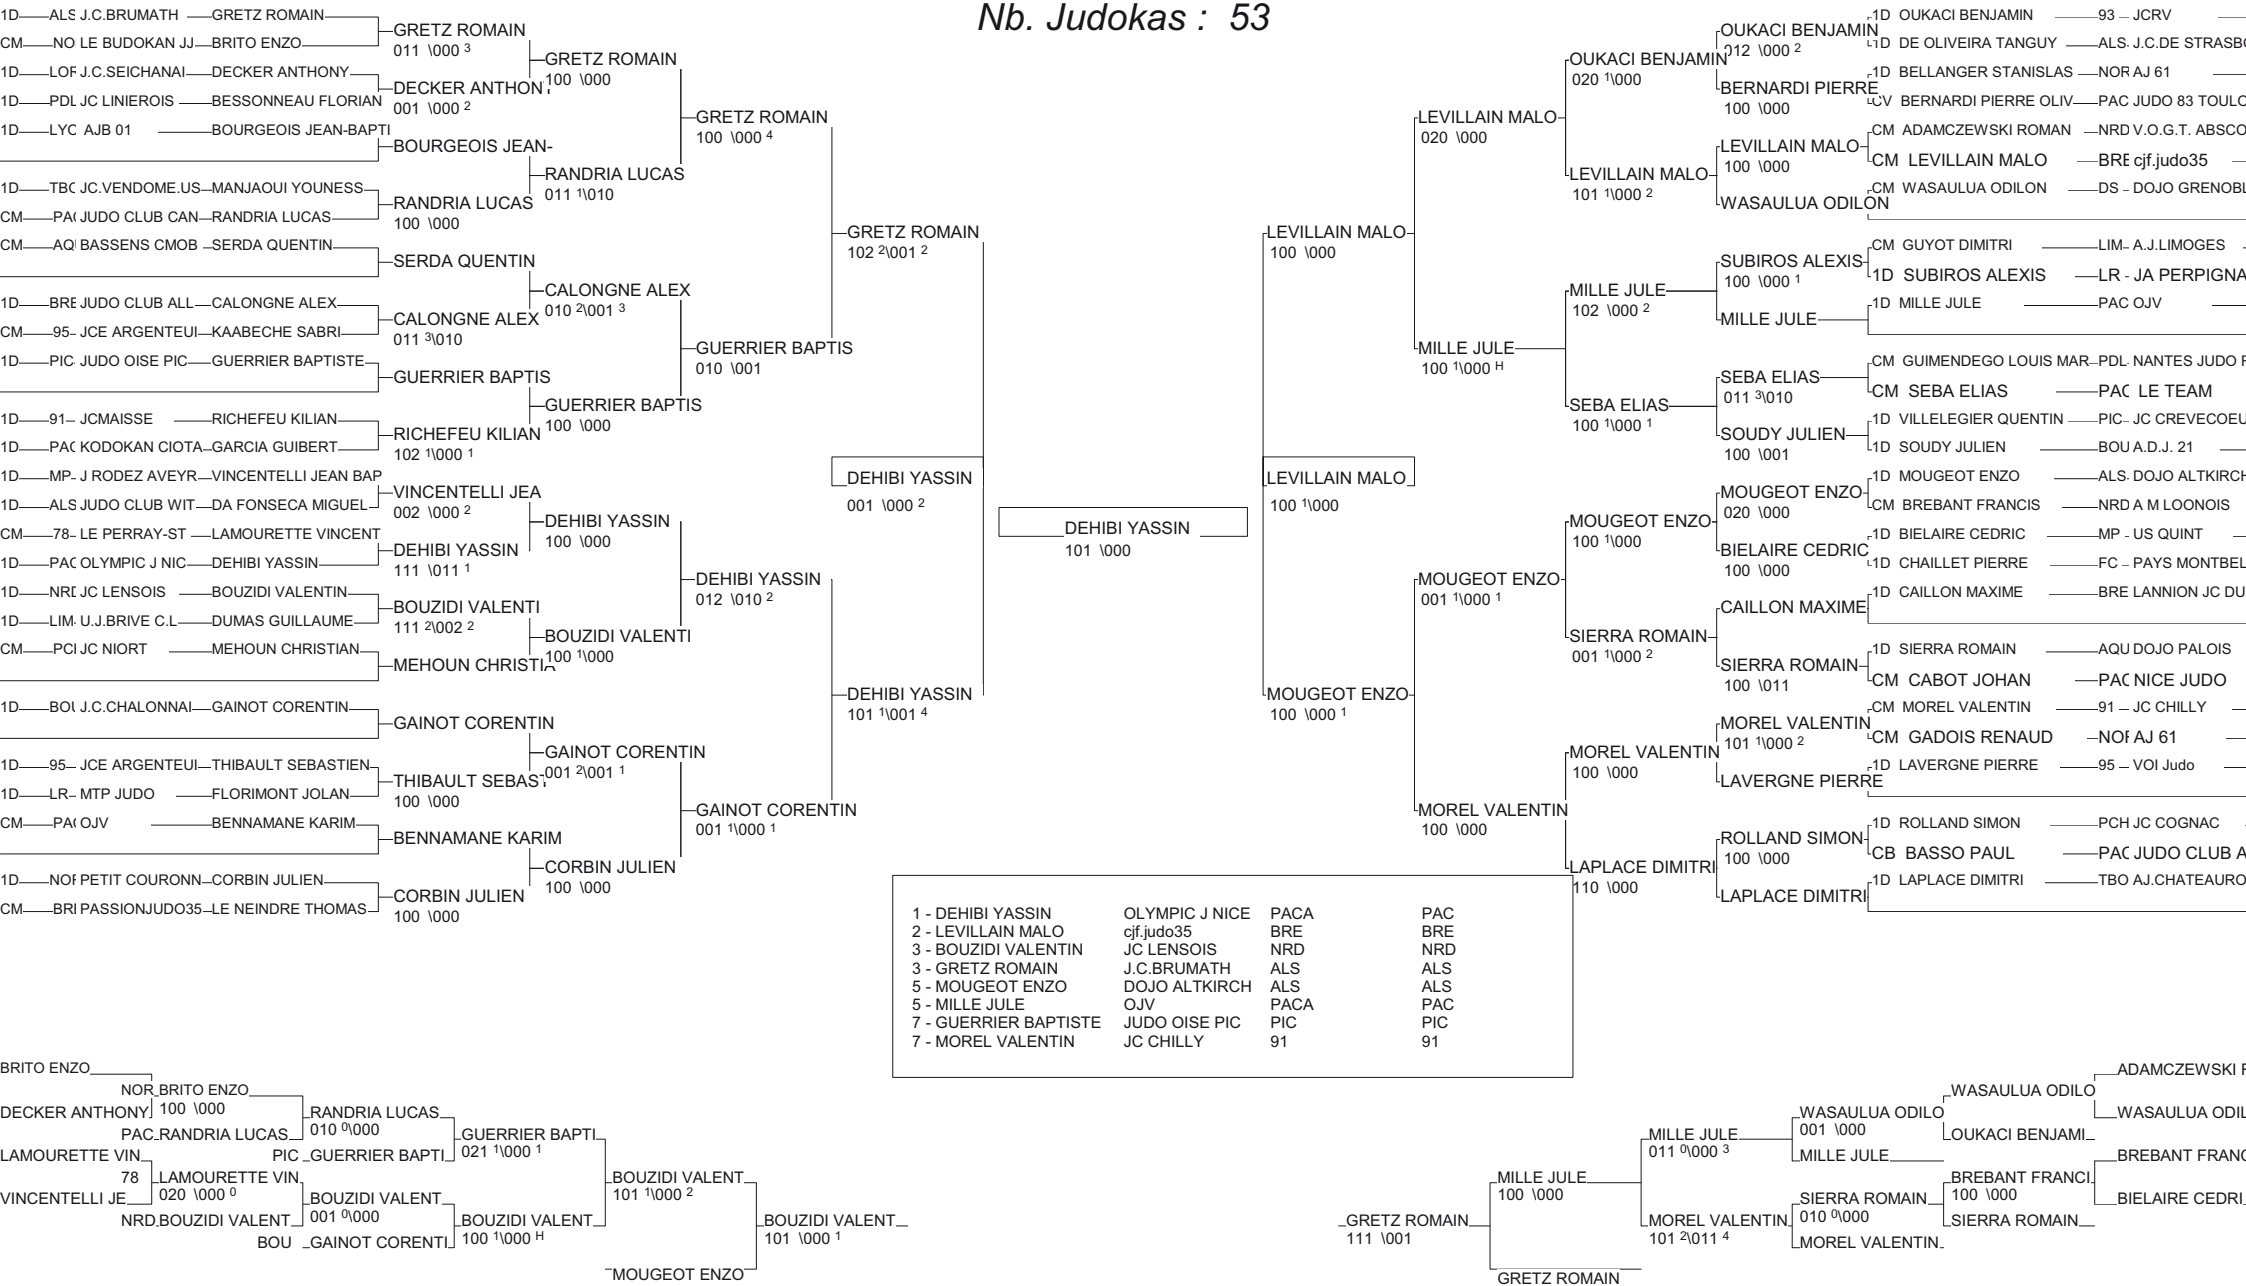 Nb. Judokas : 53
1D ALS J.C.BRUMATH GRETZ ROMAIN
CM NO LE BUDOKAN JJ BRITO ENZO
1D LOF J.C.SEICHANAI DECKER ANTHONY
1D PDL JC LINIEROIS BESSONNEAU FLORIAN
1D LYC AJB 01 BOURGEOIS JEAN-BAPTI
1D TBC JC.VENDOME.US MANJAOUI YOUNESS
CM PA( JUDO CLUB CAN RANDRIA LUCAS
CM AQ BASSENS CMOB SERDA QUENTIN
1D BRE JUDO CLUB ALL CALONGNE ALEX
CM 95- JCE ARGENTEUI KAABECHE SABRI
1D PIC JUDO OISE PIC GUERRIER BAPTISTE
1D 91 JCMAISSE RICHEFEU KILIAN
1D PAC KODOKAN CIOTA GARCIA GUIBERT
1D MP- J RODEZ AVEYR VINCENTELLI JEAN BAP
1D ALS JUDO CLUB WIT DA FONSECA MIGUEL
CM 78- LE PERRAY-ST LAMOURETTE VINCENT
1D PAC OLYMPIC J NIC DEHIBI YASSIN
1D NRD JC LENSOIS BOUZIDI VALENTIN
1D LIM- U.J.BRIVE C.L DUMAS GUILLAUME
CM PCI JC NIORT MEHOUN CHRISTIAN
1D BOU J.C.CHALONNAI GAINOT CORENTIN
1D 95 JCE ARGENTEUI THIBAULT SEBASTIEN
1D LR- MTP JUDO FLORIMONT JOLAN
CM PA( OJV BENNAMANE KARIM
1D NOF PETIT COURONN CORBIN JULIEN
CM BRI PASSIONJUDO35 LE NEINDRE THOMAS
GRETZ ROMAIN
011 \000 3
DECKER ANTHON
001 \000 2
BOURGEOIS JEAN-
RANDRIA LUCAS
100 \000
SERDA QUENTIN
CALONGNE ALEX
011 3\010
GUERRIER BAPTIS
RICHEFEU KILIAN
102 1\000 1
VINCENTELLI JEA
002 \000 2
DEHIBI YASSIN
111 \011 1
BOUZIDI VALENTI
111 2\002 2
MEHOUN CHRISTIA
GAINOT CORENTIN
THIBAULT SEBAST
100 \000
BENNAMANE KARIM
CORBIN JULIEN
100 \000
GRETZ ROMAIN
100 \000
RANDRIA LUCAS
011 1\010
CALONGNE ALEX
010 2\001 3
GUERRIER BAPTIS
100 \000
DEHIBI YASSIN
100 \000
BOUZIDI VALENTI
100 1\000
GAINOT CORENTIN
001 2\001 1
CORBIN JULIEN
100 \000
GRETZ ROMAIN
100 \000 4
GUERRIER BAPTIS
010 \001
DEHIBI YASSIN
012 \010 2
GAINOT CORENTIN
001 1\000 1
GRETZ ROMAIN
102 2\001 2
DEHIBI YASSIN
001 \000 2
DEHIBI YASSIN
101 1\001 4
DEHIBI YASSIN
101 \000
LEVILLAIN MALO
100 \000
LEVILLAIN MALO
100 1\000
MOUGEOT ENZO
100 \000 1
LEVILLAIN MALO
020 \000
MILLE JULE
100 1\000 H
MOUGEOT ENZO
001 1\000 1
MOREL VALENTIN
100 \000
OUKACI BENJAMIN
020 1\000
LEVILLAIN MALO
101 1\000 2
MILLE JULE
102 \000 2
SEBA ELIAS
100 1\000 1
MOUGEOT ENZO
100 1\000
SIERRA ROMAIN
001 1\000 2
MOREL VALENTIN
100 \000
LAPLACE DIMITRI
110 \000
OUKACI BENJAMIN
012 \000 2
BERNARDI PIERRE
100 \000
LEVILLAIN MALO
100 \000
WASAULUA ODILON
SUBIROS ALEXIS
100 \000 1
MILLE JULE
SEBA ELIAS
011 3\010
SOUDY JULIEN
100 \001
MOUGEOT ENZO
020 \000
BIELAIRE CEDRIC
100 \000
CAILLON MAXIME
SIERRA ROMAIN
100 \011
MOREL VALENTIN
101 1\000 2
LAVERGNE PIERRE
ROLLAND SIMON
100 \000
LAPLACE DIMITRI
1D OUKACI BENJAMIN 93 JCRV
1D DE OLIVEIRA TANGUY ALS- J.C.DE STRASBO
1D BELLANGER STANISLAS NOR AJ 61
CV BERNARDI PIERRE OLIV PAC JUDO 83 TOULO
CM ADAMCZEWSKI ROMAN NRD V.O.G.T. ABSCO
CM LEVILLAIN MALO BRE cjf.judo35
CM WASAULUA ODILON DS - DOJO GRENOBL
CM GUYOT DIMITRI LIM- A.J.LIMOGES
1D SUBIROS ALEXIS LR - JA PERPIGNA
1D MILLE JULE PAC OJV
CM GUIMENDEGO LOUIS MAR PDL- NANTES JUDO F
CM SEBA ELIAS PAC LE TEAM
1D VILLELEGIER QUENTIN PIC- JC CREVECOEU
1D SOUDY JULIEN BOU A.D.J. 21
1D MOUGEOT ENZO ALS- DOJO ALTKIRCH
CM BREBANT FRANCIS NRD A M LOONOIS
1D BIELAIRE CEDRIC MP - US QUINT
1D CHAILLET PIERRE FC - PAYS MONTBEL
1D CAILLON MAXIME BRE LANNION JC DU
1D SIERRA ROMAIN AQU DOJO PALOIS
CM CABOT JOHAN PAC NICE JUDO
CM MOREL VALENTIN 91 - JC CHILLY
CM GADOIS RENAUD NOF AJ 61
1D LAVERGNE PIERRE 95 - VOI Judo
1D ROLLAND SIMON PCH JC COGNAC
CB BASSO PAUL PAC JUDO CLUB A
1D LAPLACE DIMITRI TBO AJ.CHATEAURO
1 - DEHIBI YASSIN OLYMPIC J NICE PACA PAC
2 - LEVILLAIN MALO cjf.judo35 BRE BRE
3 - BOUZIDI VALENTIN JC LENSOIS NRD NRD
3 - GRETZ ROMAIN J.C.BRUMATH ALS ALS
5 - MOUGEOT ENZO DOJO ALTKIRCH ALS ALS
5 - MILLE JULE OJV PACA PAC
7 - GUERRIER BAPTISTE JUDO OISE PIC PIC PIC
7 - MOREL VALENTIN JC CHILLY 91 91
BRITO ENZO
DECKER ANTHONY
LAMOURETTE VIN
VINCENTELLI JE
NOR BRITO ENZO
100 \000
PAC RANDRIA LUCAS
78 LAMOURETTE VIN
020 \000 0
NRD BOUZIDI VALENT
RANDRIA LUCAS
010 0\000
PIC GUERRIER BAPTI
BOUZIDI VALENT
001 0\000
BOU GAINOT CORENTI
GUERRIER BAPTI
021 1\000 1
BOUZIDI VALENT
100 1\000 H
BOUZIDI VALENT
101 1\000 2
MOUGEOT ENZO
BOUZIDI VALENT
101 \000 1
GRETZ ROMAIN
111 \001
MILLE JULE
100 \000
GRETZ ROMAIN
MILLE JULE
011 0\000 3
MOREL VALENTIN
101 2\011 4
WASAULUA ODILO
001 \000
MILLE JULE
SIERRA ROMAIN
010 0\000
MOREL VALENTIN
WASAULUA ODILO
OUKACI BENJAMI
BREBANT FRANCI
100 \000
SIERRA ROMAIN
ADAMCZEWSKI F
WASAULUA ODIL
BREBANT FRANC
BIELAIRE CEDRI